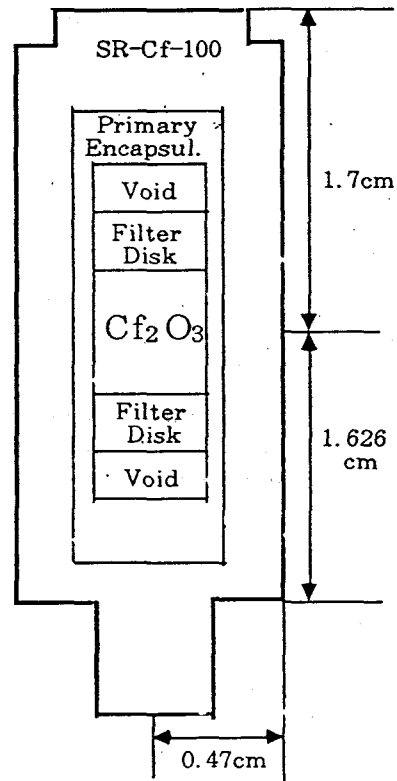 SR-Cf-100
Primary
Encapsul.
Void
1.7cm
Filter
Disk
Cf₂O₃
Filter
Disk
1.626
cm
Void
0.47cm